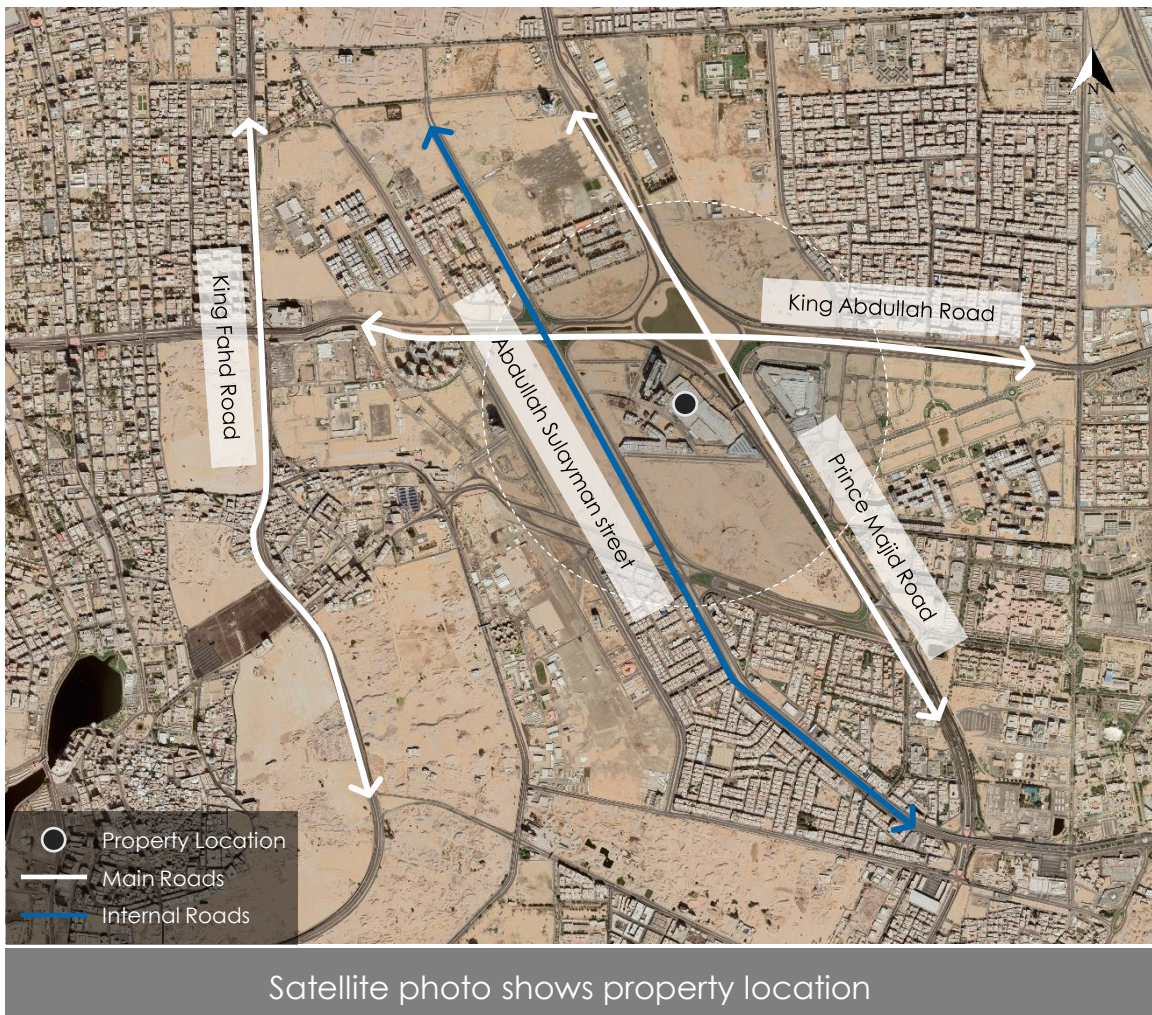 N
King Abdullah Road
King Fahd Road
Abdullah Sulayman street
Prince Majid Road
Property Location
Main Roads
Internal Roads
Satellite photo shows property location